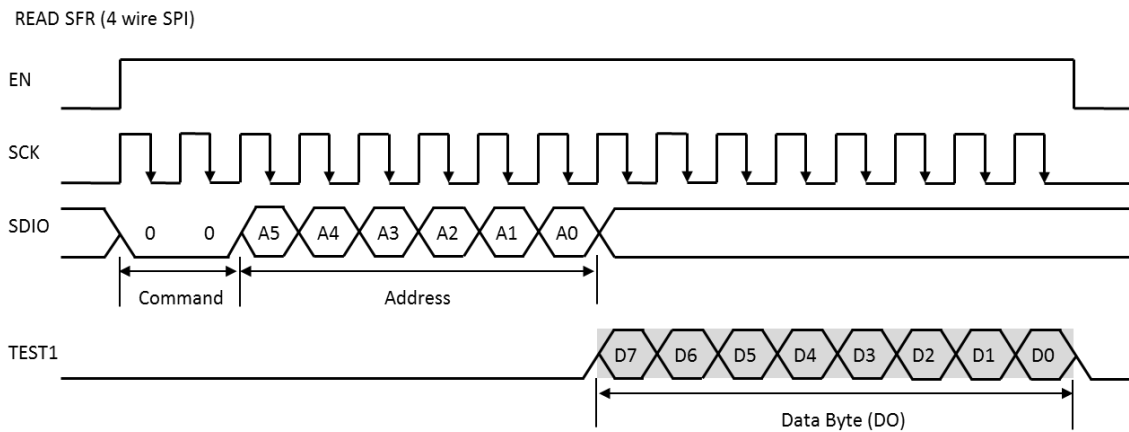 READ SFR (4 wire SPI)
EN
SCK
SDIO 0 0 A5 A4 A3 A2 A1 A0
Command Address
TEST1 D7 D6 D5 D4 D3 D2 D1 D0
Data Byte (DO)